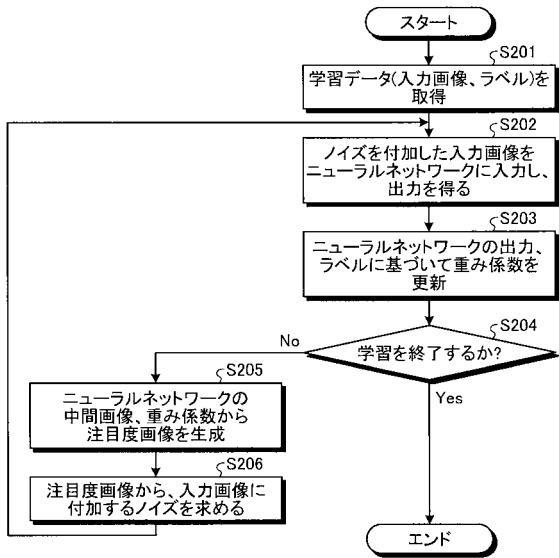 スタート
S201
学習データ(入力画像、ラベル)を
取得
S202
ノイズを付加した入力画像を
ニューラルネットワークに入力し、
出力を得る
S203
ニューラルネットワークの出力、
ラベルに基づいて重み係数を
更新
S204
学習を終了するか?
No
Yes
S205
ニューラルネットワークの
中間画像、重み係数から
注目度画像を生成
S206
注目度画像から、入力画像に
付加するノイズを求める
エンド